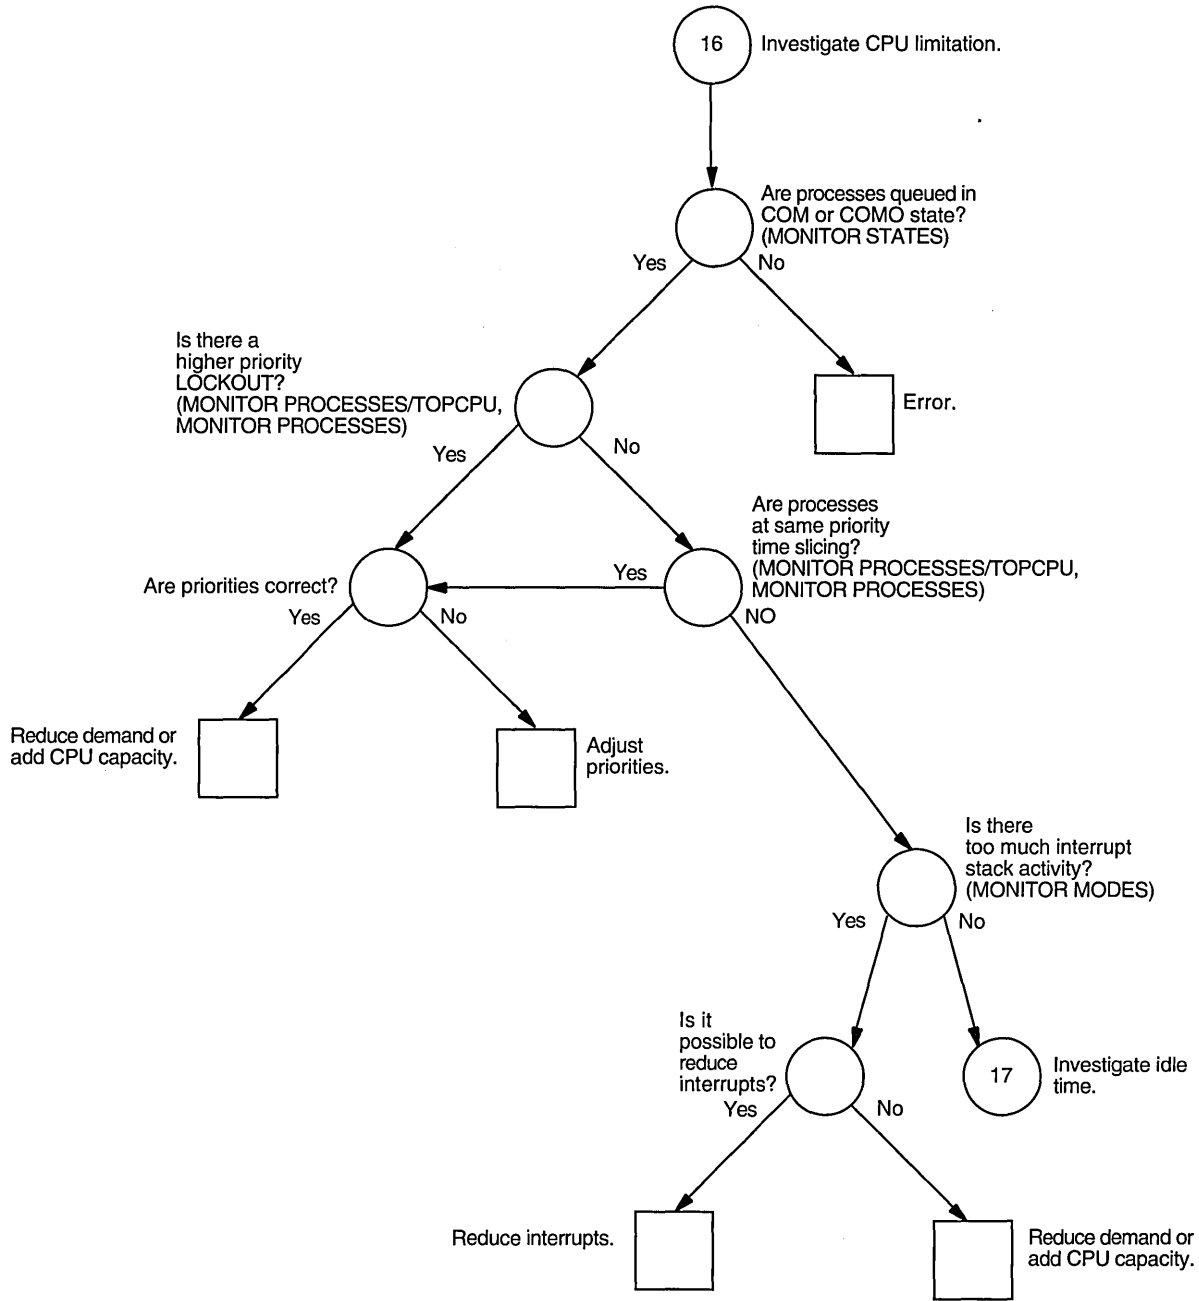 16
Investigate CPU limitation.
Are processes queued in
COM or COMO state?
(MONITOR STATES)
Yes
No
Is there a
higher priority
LOCKOUT?
(MONITOR PROCESSES/TOPCPU,
MONITOR PROCESSES)
Error.
Yes
No
Are processes
at same priority
time slicing?
(MONITOR PROCESSES/TOPCPU,
MONITOR PROCESSES)
Yes
NO
Are priorities correct?
Yes
No
Reduce demand or
add CPU capacity.
Adjust
priorities.
Is there
too much interrupt
stack activity?
(MONITOR MODES)
Yes
No
Is it
possible to
reduce
interrupts?
17
Investigate idle
time.
Yes
No
Reduce interrupts.
Reduce demand or
add CPU capacity.